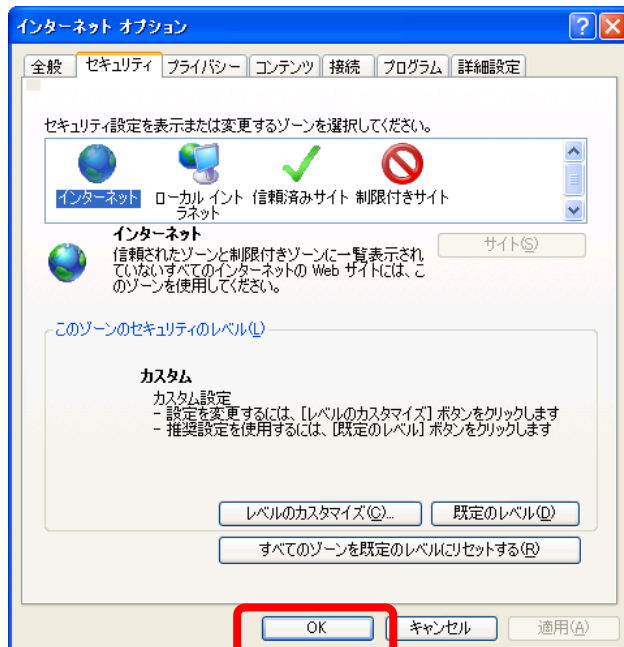 インターネット オプション
全般 セキュリティ プライバシー コンテンツ 接続 プログラム 詳細設定
セキュリティ設定を表示または変更するゾーンを選択してください。
インターネット ローカル イント 信頼済みサイト 制限付きサイト
ラネット
インターネット
サイト(S)
信頼されたゾーンと制限付きゾーンに一覧表示され
ていないすべてのインターネットの Web サイトには、こ
のゾーンを使用してください。
このゾーンのセキュリティのレベル(L)
カスタム
カスタム設定
- 設定を変更するには、[レベルのカスタマイズ] ボタンをクリックします
- 推奨設定を使用するには、[既定のレベル] ボタンをクリックします
レベルのカスタマイズ(C)... 既定のレベル(D)
すべてのゾーンを既定のレベルにリセットする(R)
OK キャンセル 適用(A)